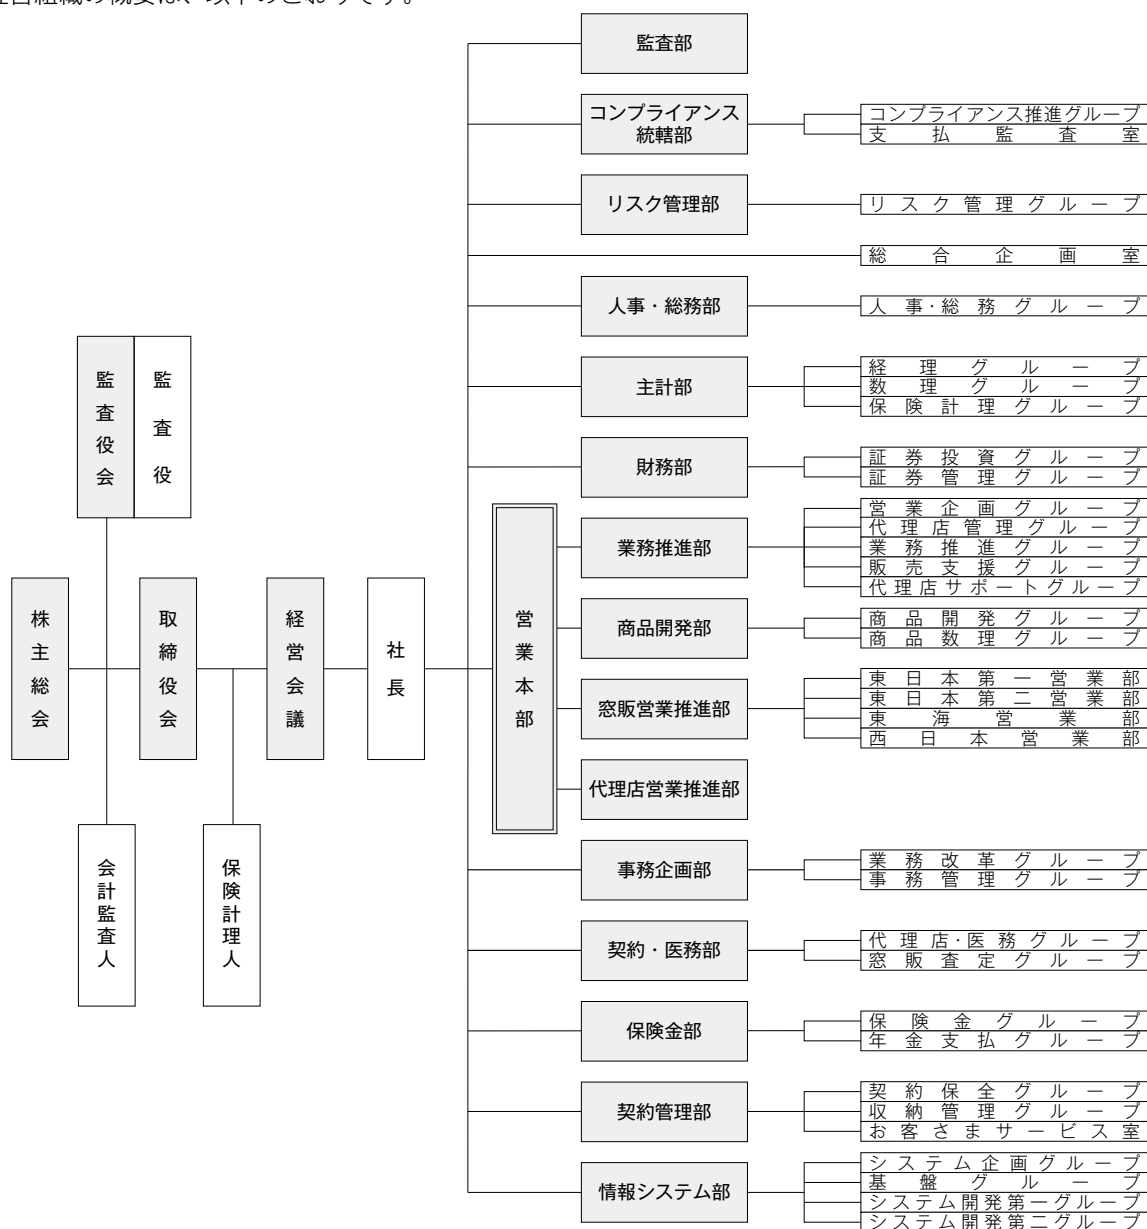 監査部
コンプライアンス
統轄部
コンプライアンス推進グループ
支払監査室
リスク管理部
リスク管理グループ
総合企画室
人事・総務部
人事・総務グループ
監査役会
監査役
主計部
経理グループ
数理グループ
保険計理グループ
財務部
証券投資グループ
証券管理グループ
株主総会
取締役会
経営会議
社長
営業本部
業務推進部
営業企画グループ
代理店管理グループ
業務推進グループ
販売支援グループ
代理店サポートグループ
商品開発部
商品開発グループ
商品数理グループ
窓販営業推進部
東日本第一営業部
東日本第二営業部
東海営業部
西日本営業部
代理店営業推進部
会計監査人
保険計理人
事務企画部
業務改革グループ
事務管理グループ
契約・医務部
代理店・医務グループ
窓販査定グループ
保険金部
保険金グループ
年金支払グループ
契約管理部
契約保全グループ
収納管理グループ
お客さまサービス室
情報システム部
システム企画グループ
基盤グループ
システム開発第一グループ
システム開発第二グループ